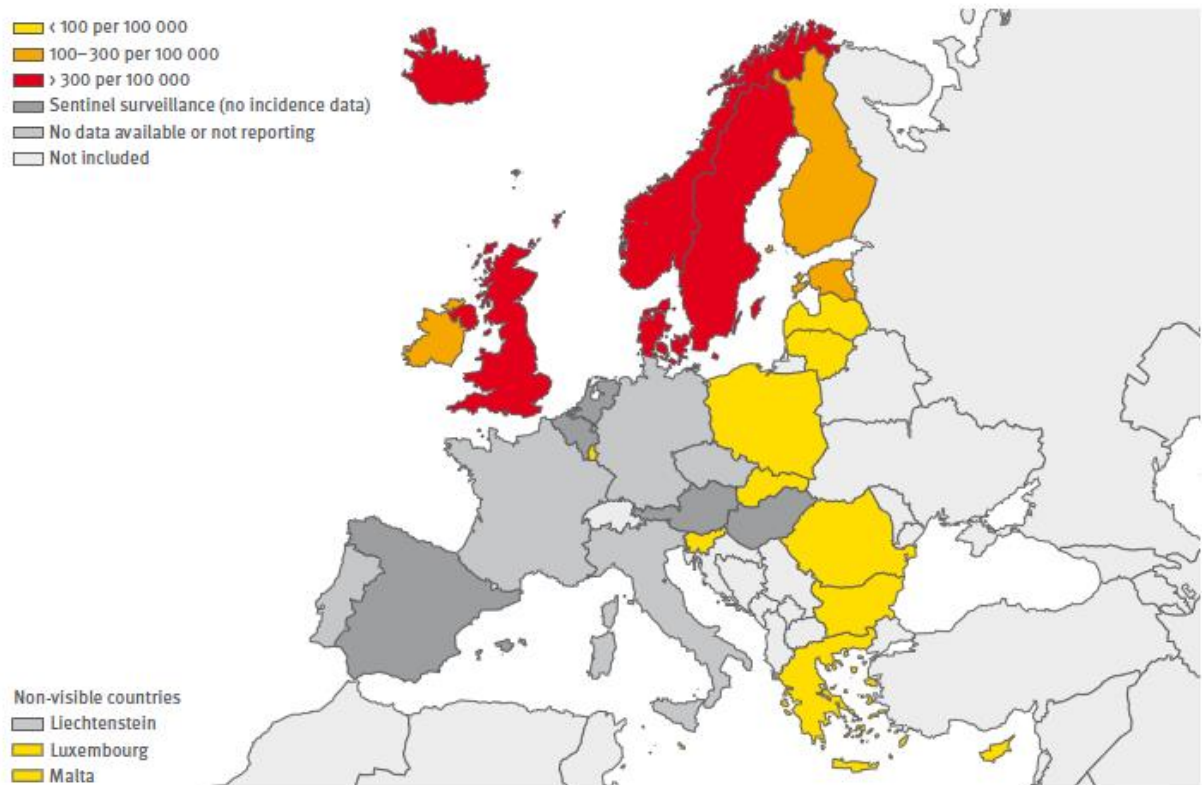 < 100 per 100 000
100–300 per 100 000
> 300 per 100 000
Sentinel surveillance (no incidence data)
No data available or not reporting
Not included
Non-visible countries
Liechtenstein
Luxembourg
Malta